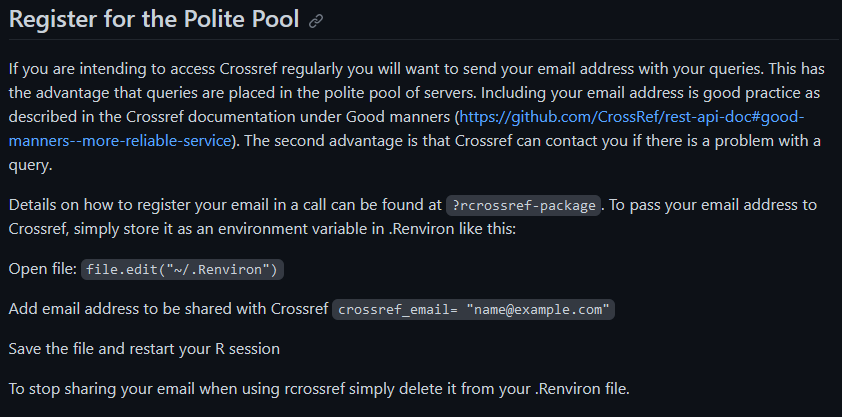 Register for the Polite Pool
If you are intending to access Crossref regularly you will want to send your email address with your queries. This has
the advantage that queries are placed in the polite pool of servers. Including your email address is good practice as
described in the Crossref documentation under Good manners (https://github.com/CrossRef/rest-api-doc#good-
manners--more-reliable-service). The second advantage is that Crossref can contact you if there is a problem with a
query.
Details on how to register your email in a call can be found at ?rcrossref-package. To pass your email address to
Crossref, simply store it as an environment variable in .Renviron like this:
Open file: file.edit("~/.Renviron")
Add email address to be shared with Crossref crossref_email= "name@example.com"
Save the file and restart your R session
To stop sharing your email when using rcrossref simply delete it from your .Renviron file.